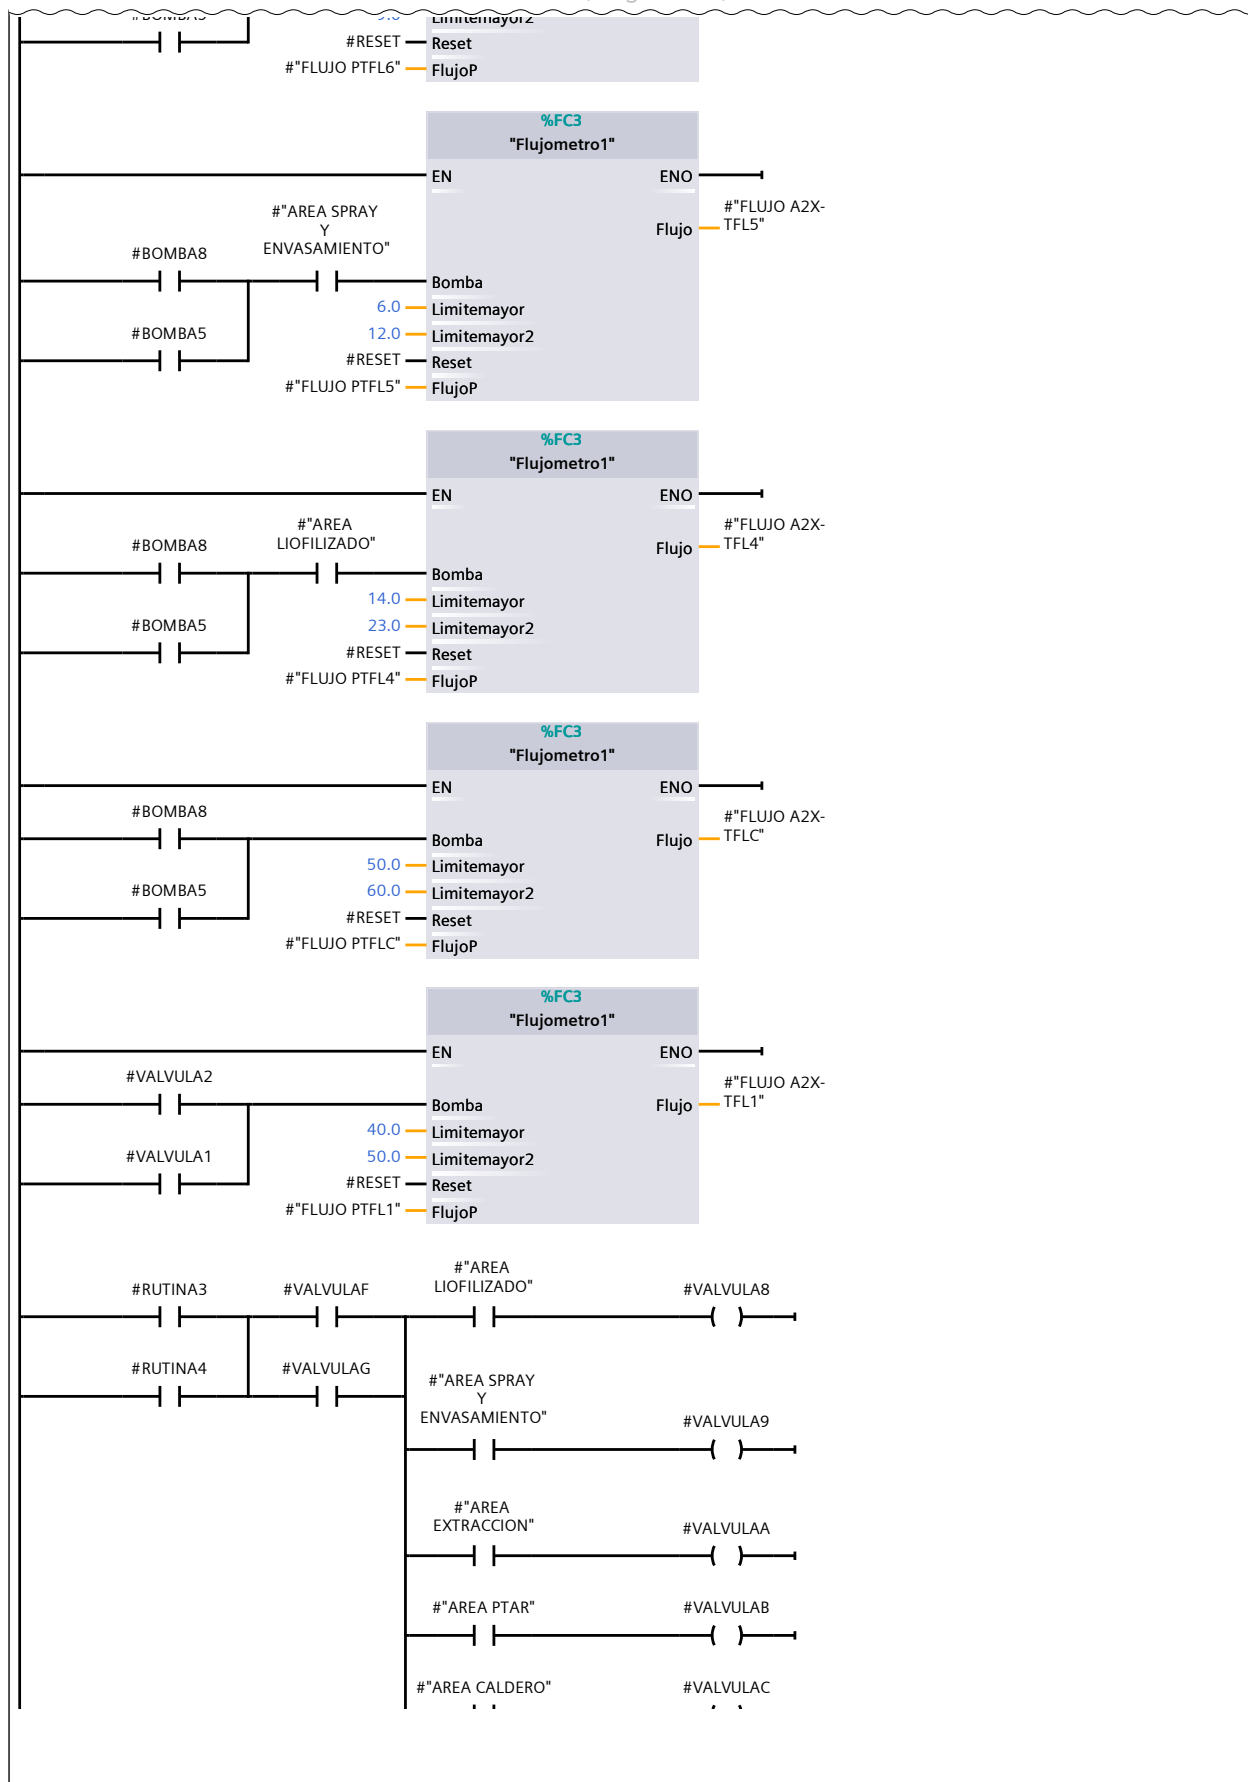 #RESET
Reset
#"FLUJO PTFL6"
FlujoP
%FC3
"Flujometro1"
EN
ENO
#"AREA SPRAY
Y
ENVASAMIENTO"
Flujo
#"FLUJO A2X-
TFL5"
#BOMBA8
Bomba
6.0
Limitemayor
#BOMBA5
12.0
Limitemayor2
#RESET
Reset
#"FLUJO PTFL5"
FlujoP
%FC3
"Flujometro1"
EN
ENO
#"AREA
LIOFILIZADO"
Flujo
#"FLUJO A2X-
TFL4"
#BOMBA8
Bomba
14.0
Limitemayor
#BOMBA5
23.0
Limitemayor2
#RESET
Reset
#"FLUJO PTFL4"
FlujoP
%FC3
"Flujometro1"
EN
ENO
#BOMBA8
Bomba
Flujo
#"FLUJO A2X-
TFLC"
50.0
Limitemayor
#BOMBA5
60.0
Limitemayor2
#RESET
Reset
#"FLUJO PTFLC"
FlujoP
%FC3
"Flujometro1"
EN
ENO
#VALVULA2
Bomba
Flujo
#"FLUJO A2X-
TFL1"
40.0
Limitemayor
#VALVULA1
50.0
Limitemayor2
#RESET
Reset
#"FLUJO PTFL1"
FlujoP
#RUTINA3
#VALVULAF
#"AREA
LIOFILIZADO"
#VALVULA8
#RUTINA4
#VALVULAG
#"AREA SPRAY
Y
ENVASAMIENTO"
#VALVULA9
#"AREA
EXTRACCION"
#VALVULAA
#"AREA PTAR"
#VALVULAB
#"AREA CALDERO"
#VALVULAC